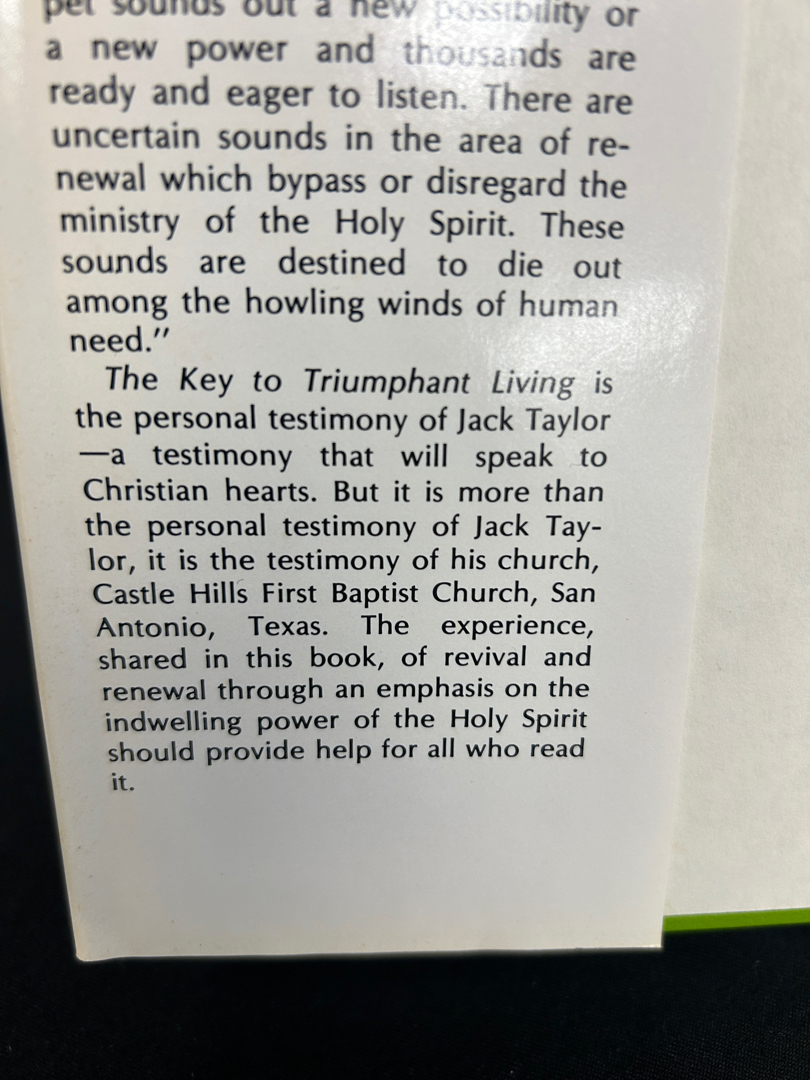 pet sounds out a new possibility or
a new power and thousands are
ready and eager to listen. There are
uncertain sounds in the area of re-
newal which bypass or disregard the
ministry of the Holy Spirit. These
sounds are destined to die out
among the howling winds of human
need."
The Key to Triumphant Living is
the personal testimony of Jack Taylor
—a testimony that will speak to
Christian hearts. But it is more than
the personal testimony of Jack Tay-
lor, it is the testimony of his church,
Castle Hills First Baptist Church, San
Antonio, Texas. The experience,
shared in this book, of revival and
renewal through an emphasis on the
indwelling power of the Holy Spirit
should provide help for all who read
it.